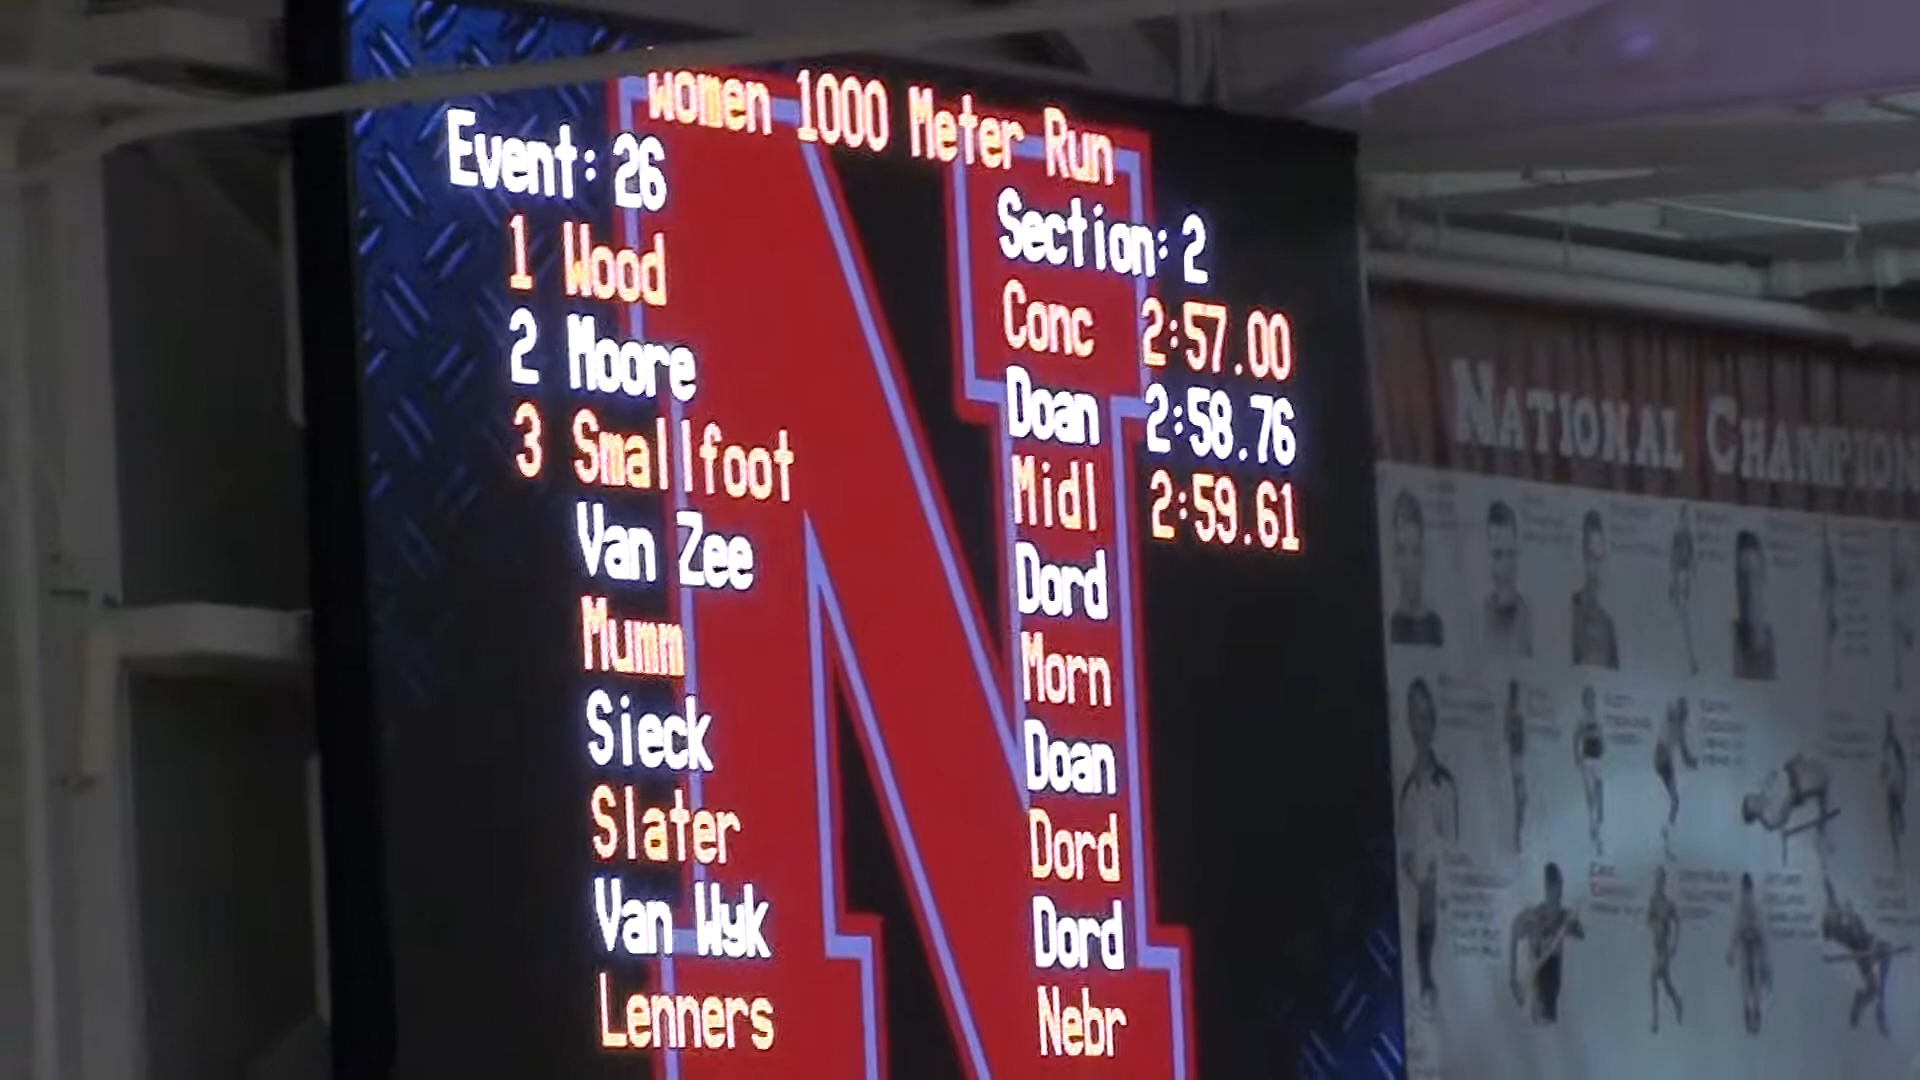 Women 1000 Meter Run
Event: 26 Section: 2
1 Wood Conc 2:57.00
2 Moore Doan 2:58.76
3 Smallfoot Midl 2:59.61
Van Zee Dord
Mumm Morn
Sieck Doan
Slater Dord
Van Wyk Dord
Lenners Nebr
N
NATIONAL CHAMPION